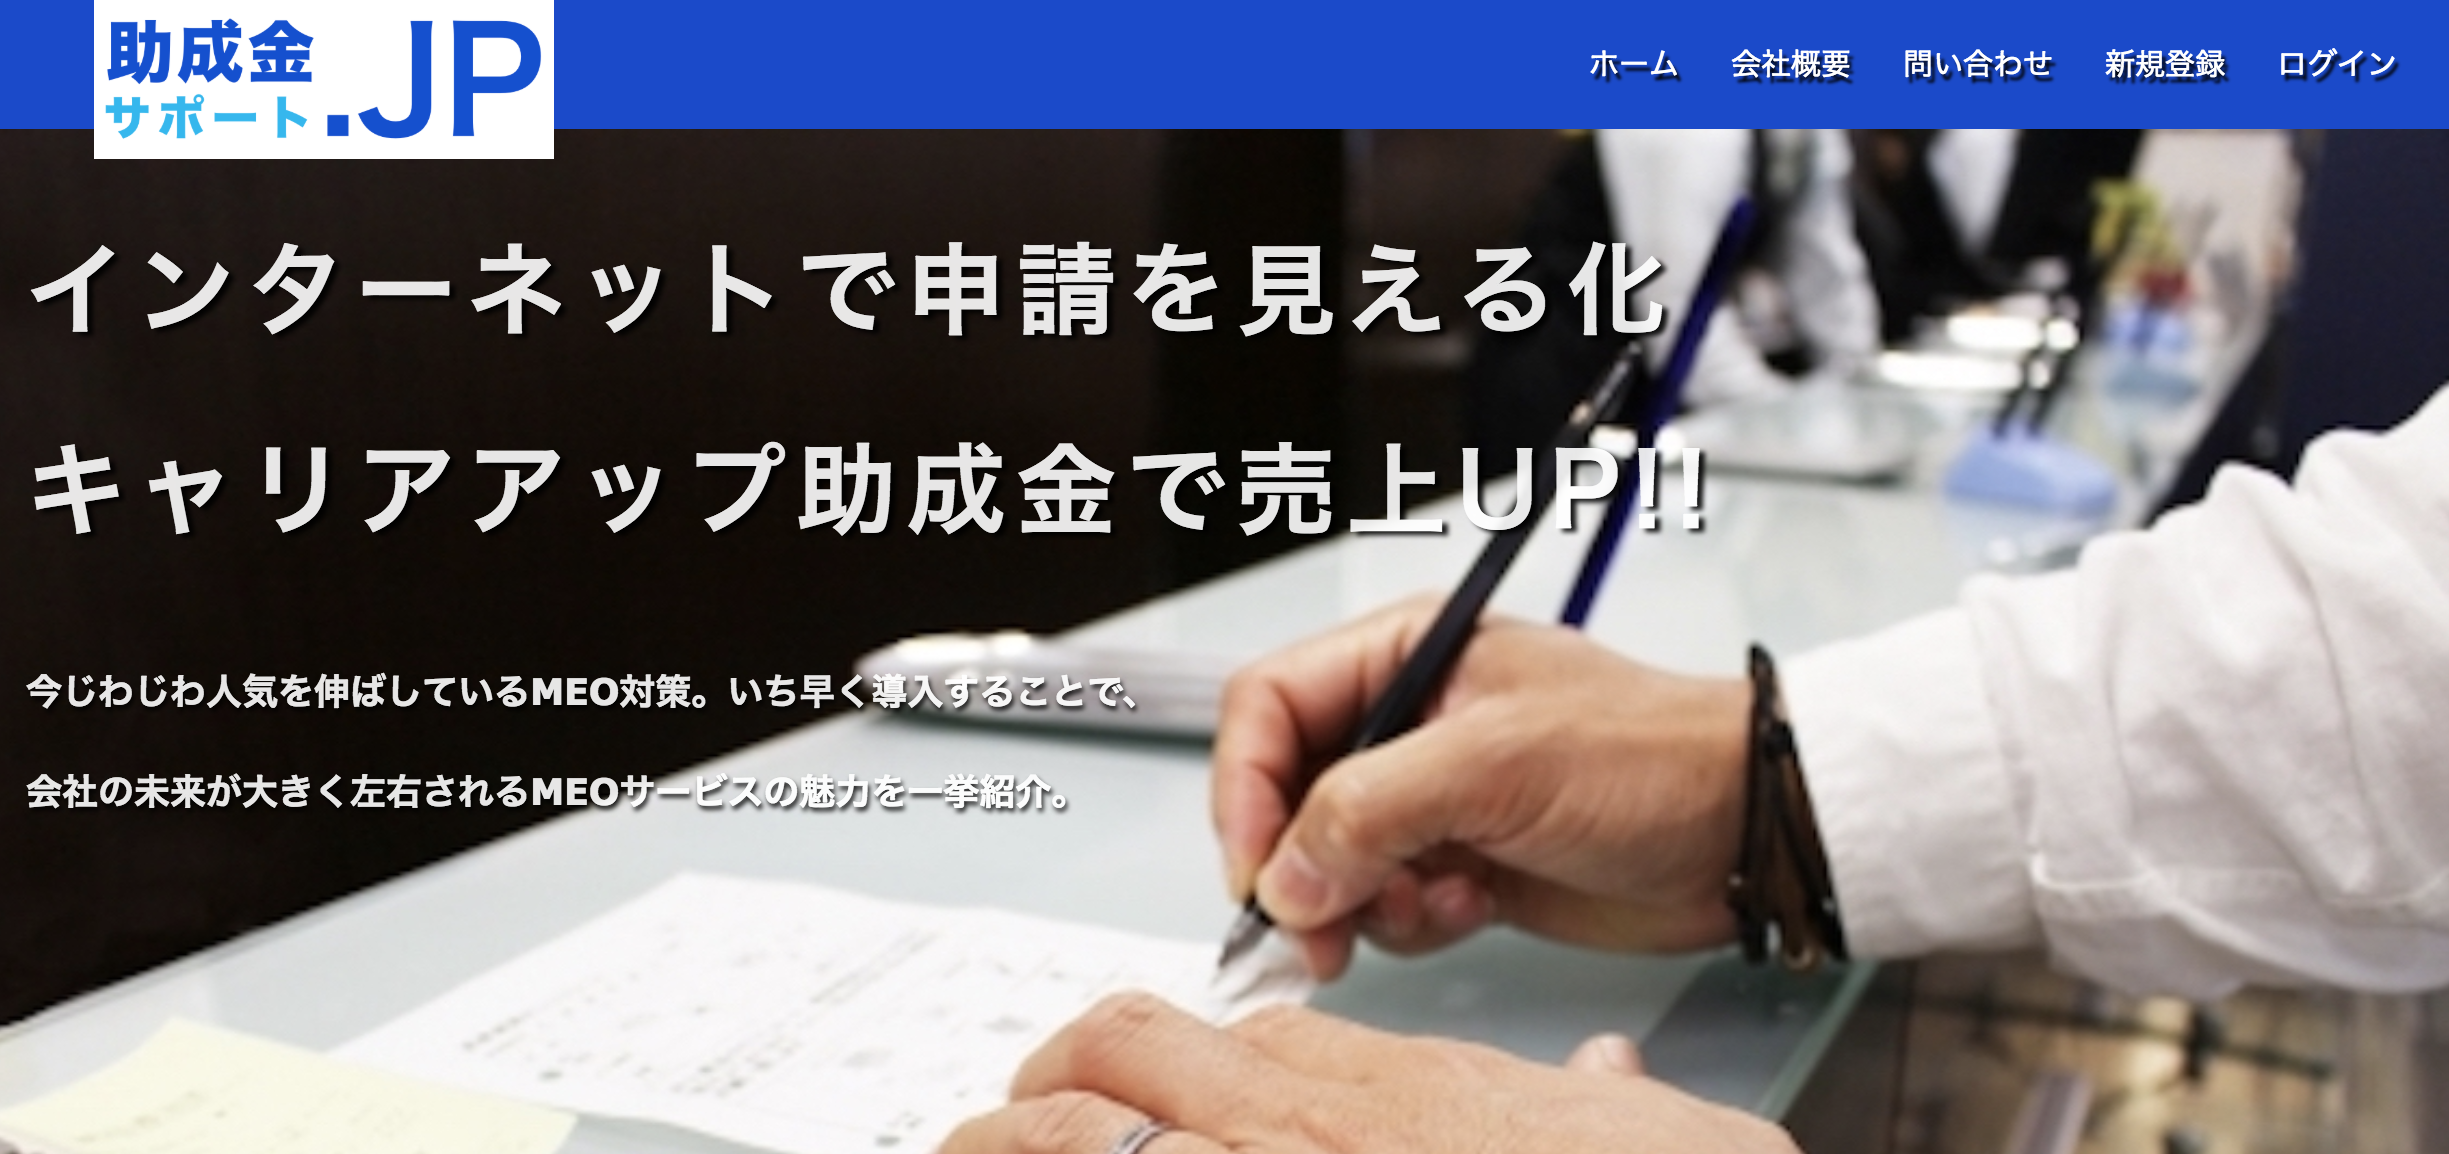 助成金
サポート.JP
ホーム 会社概要 問い合わせ 新規登録 ログイン
インターネットで申請を見える化
キャリアアップ助成金で売上UP!!
今じわじわ人気を伸ばしているMEO対策。いち早く導入することで、
会社の未来が大きく左右されるMEOサービスの魅力を一挙紹介。